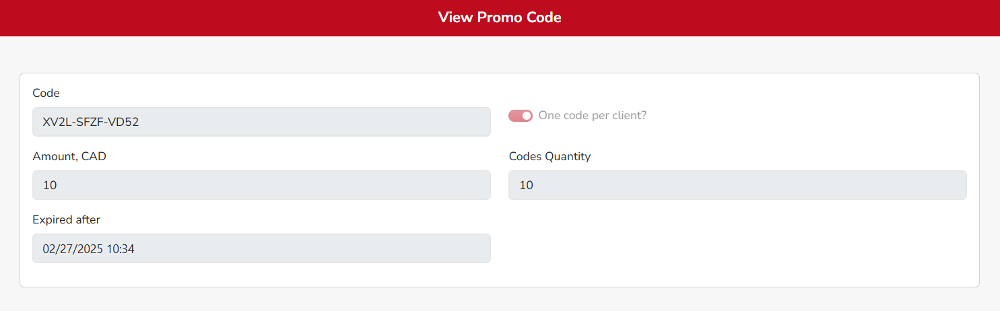 View Promo Code
Code
XV2L-SFZF-VD52
One code per client?
Amount, CAD
Codes Quantity
10
10
Expired after
02/27/2025 10:34